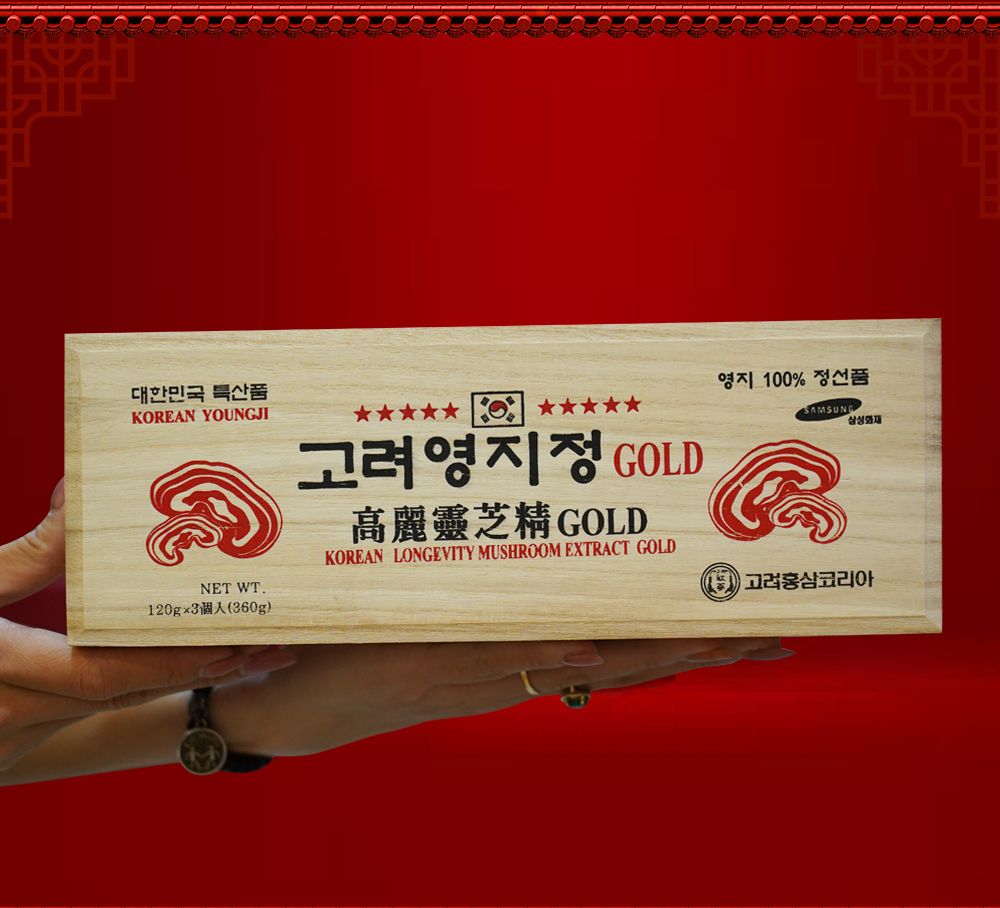 대한민국 특산품
KOREAN YOUNGJI
영지 100% 정선품
SAMSUNG
삼성화재
고려영지정 GOLD
高麗靈芝精 GOLD
KOREAN LONGEVITY MUSHROOM EXTRACT GOLD
NET WT.
120g×3個入(360g)
고려홍삼코리아